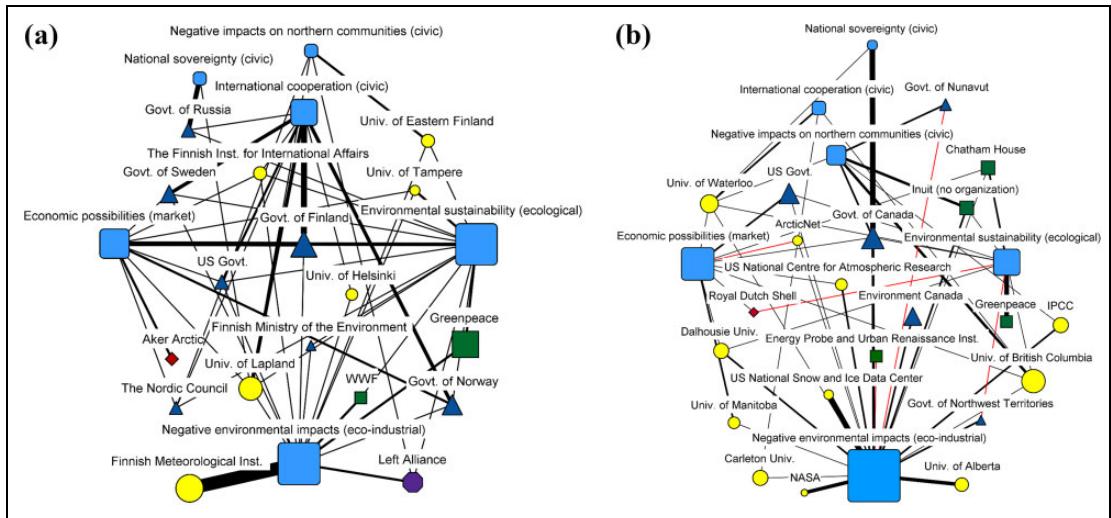 (a)
Negative impacts on northern communities (civic)
National sovereignty (civic)
International cooperation (civic)
Govt. of Russia
Univ. of Eastern Finland
The Finnish Inst. for International Affairs
Govt. of Sweden
Univ. of Tampere
Economic possibilities (market)
Govt. of Finland
Environmental sustainability (ecological)
US Govt.
Univ. of Helsinki
Finnish Ministry of the Environment
Greenpeace
Aker Arctic
Univ. of Lapland
WWF
The Nordic Council
Govt. of Norway
Negative environmental impacts (eco-industrial)
Finnish Meteorological Inst.
Left Alliance
(b)
National sovereignty (civic)
International cooperation (civic)
Govt. of Nunavut
Negative impacts on northern communities (civic)
Chatham House
US Govt.
Univ. of Waterloo
Inuit (no organization)
ArcticNet
Govt. of Canada
Economic possibilities (market)
Environmental sustainability (ecological)
US National Centre for Atmospheric Research
Royal Dutch Shell
Environment Canada
Greenpeace
IPCC
Dalhousie Univ.
Energy Probe and Urban Renaissance Inst.
Univ. of British Columbia
US National Snow and Ice Data Center
Univ. of Manitoba
Govt. of Northwest Territories
Negative environmental impacts (eco-industrial)
Carleton Univ.
NASA
Univ. of Alberta